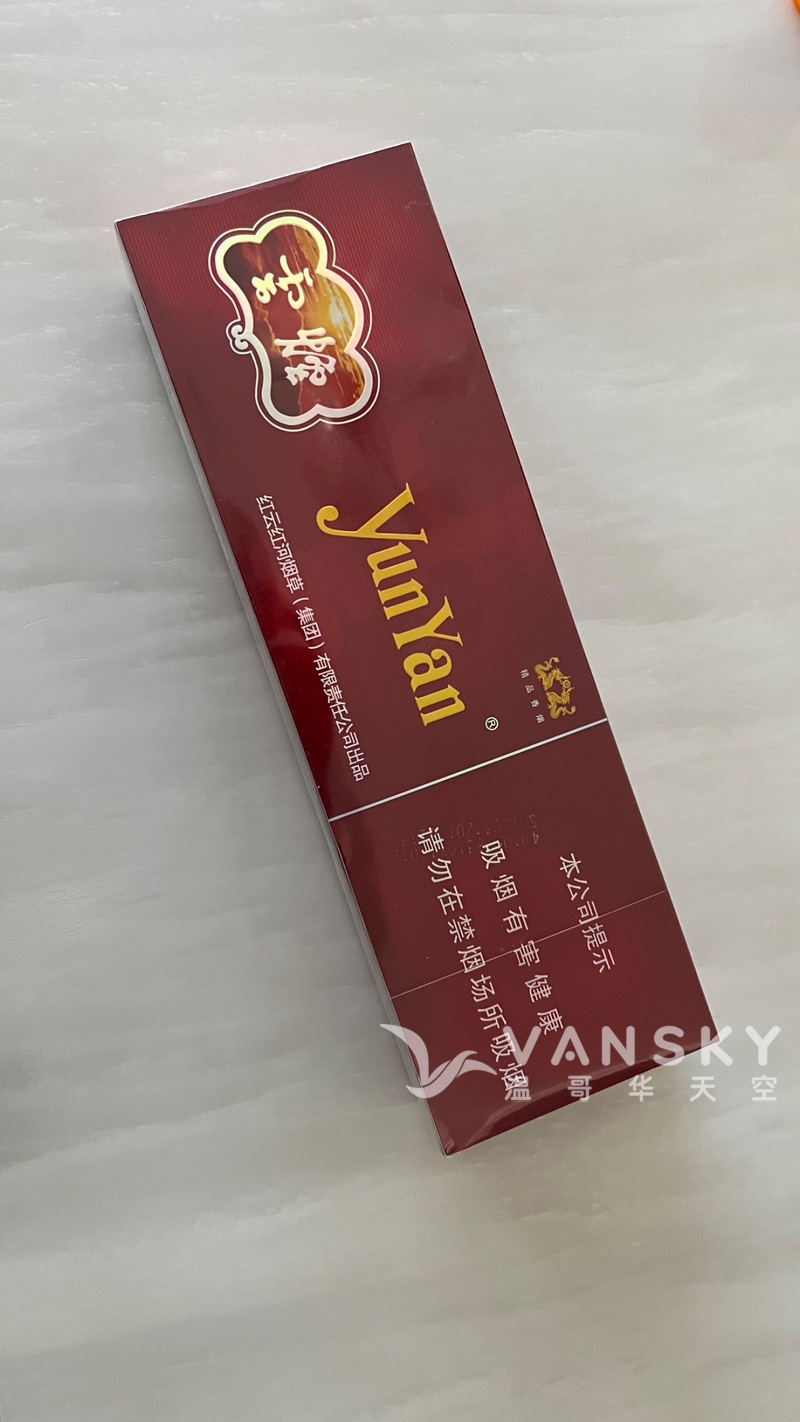 云烟
YunYan
®
红云红河烟草（集团）有限责任公司出品
精品香烟
本公司提示
吸烟有害健康
请勿在禁烟场所吸烟
VANSKY
温哥华天空